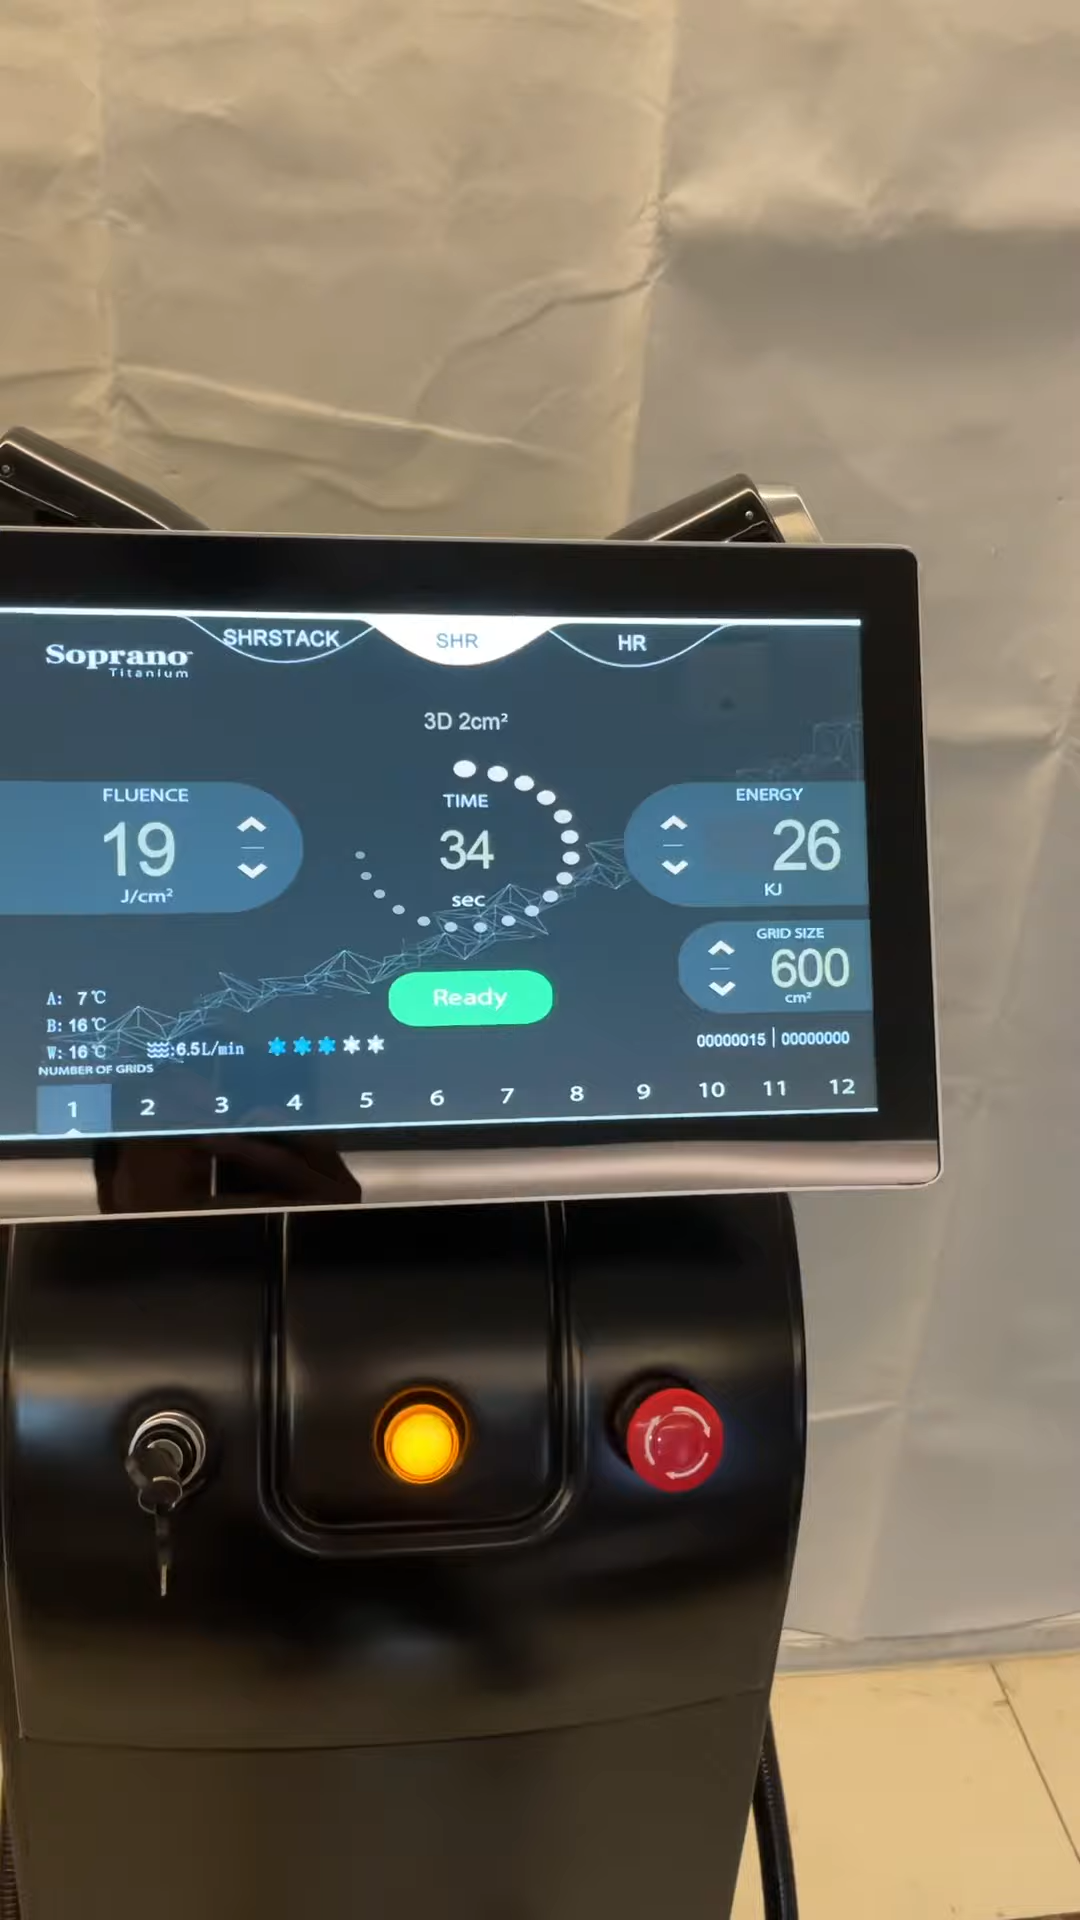 SHRSTACK
SHR
HR
Soprano
Titanium
3D 2cm²
FLUENCE
19
J/cm²
TIME
34
sec
ENERGY
26
KJ
GRID SIZE
600
cm²
Ready
A: 7℃
B: 16℃
W: 16℃
:6.5L/min
00000015 | 00000000
NUMBER OF GRIDS
1 2 3 4 5 6 7 8 9 10 11 12